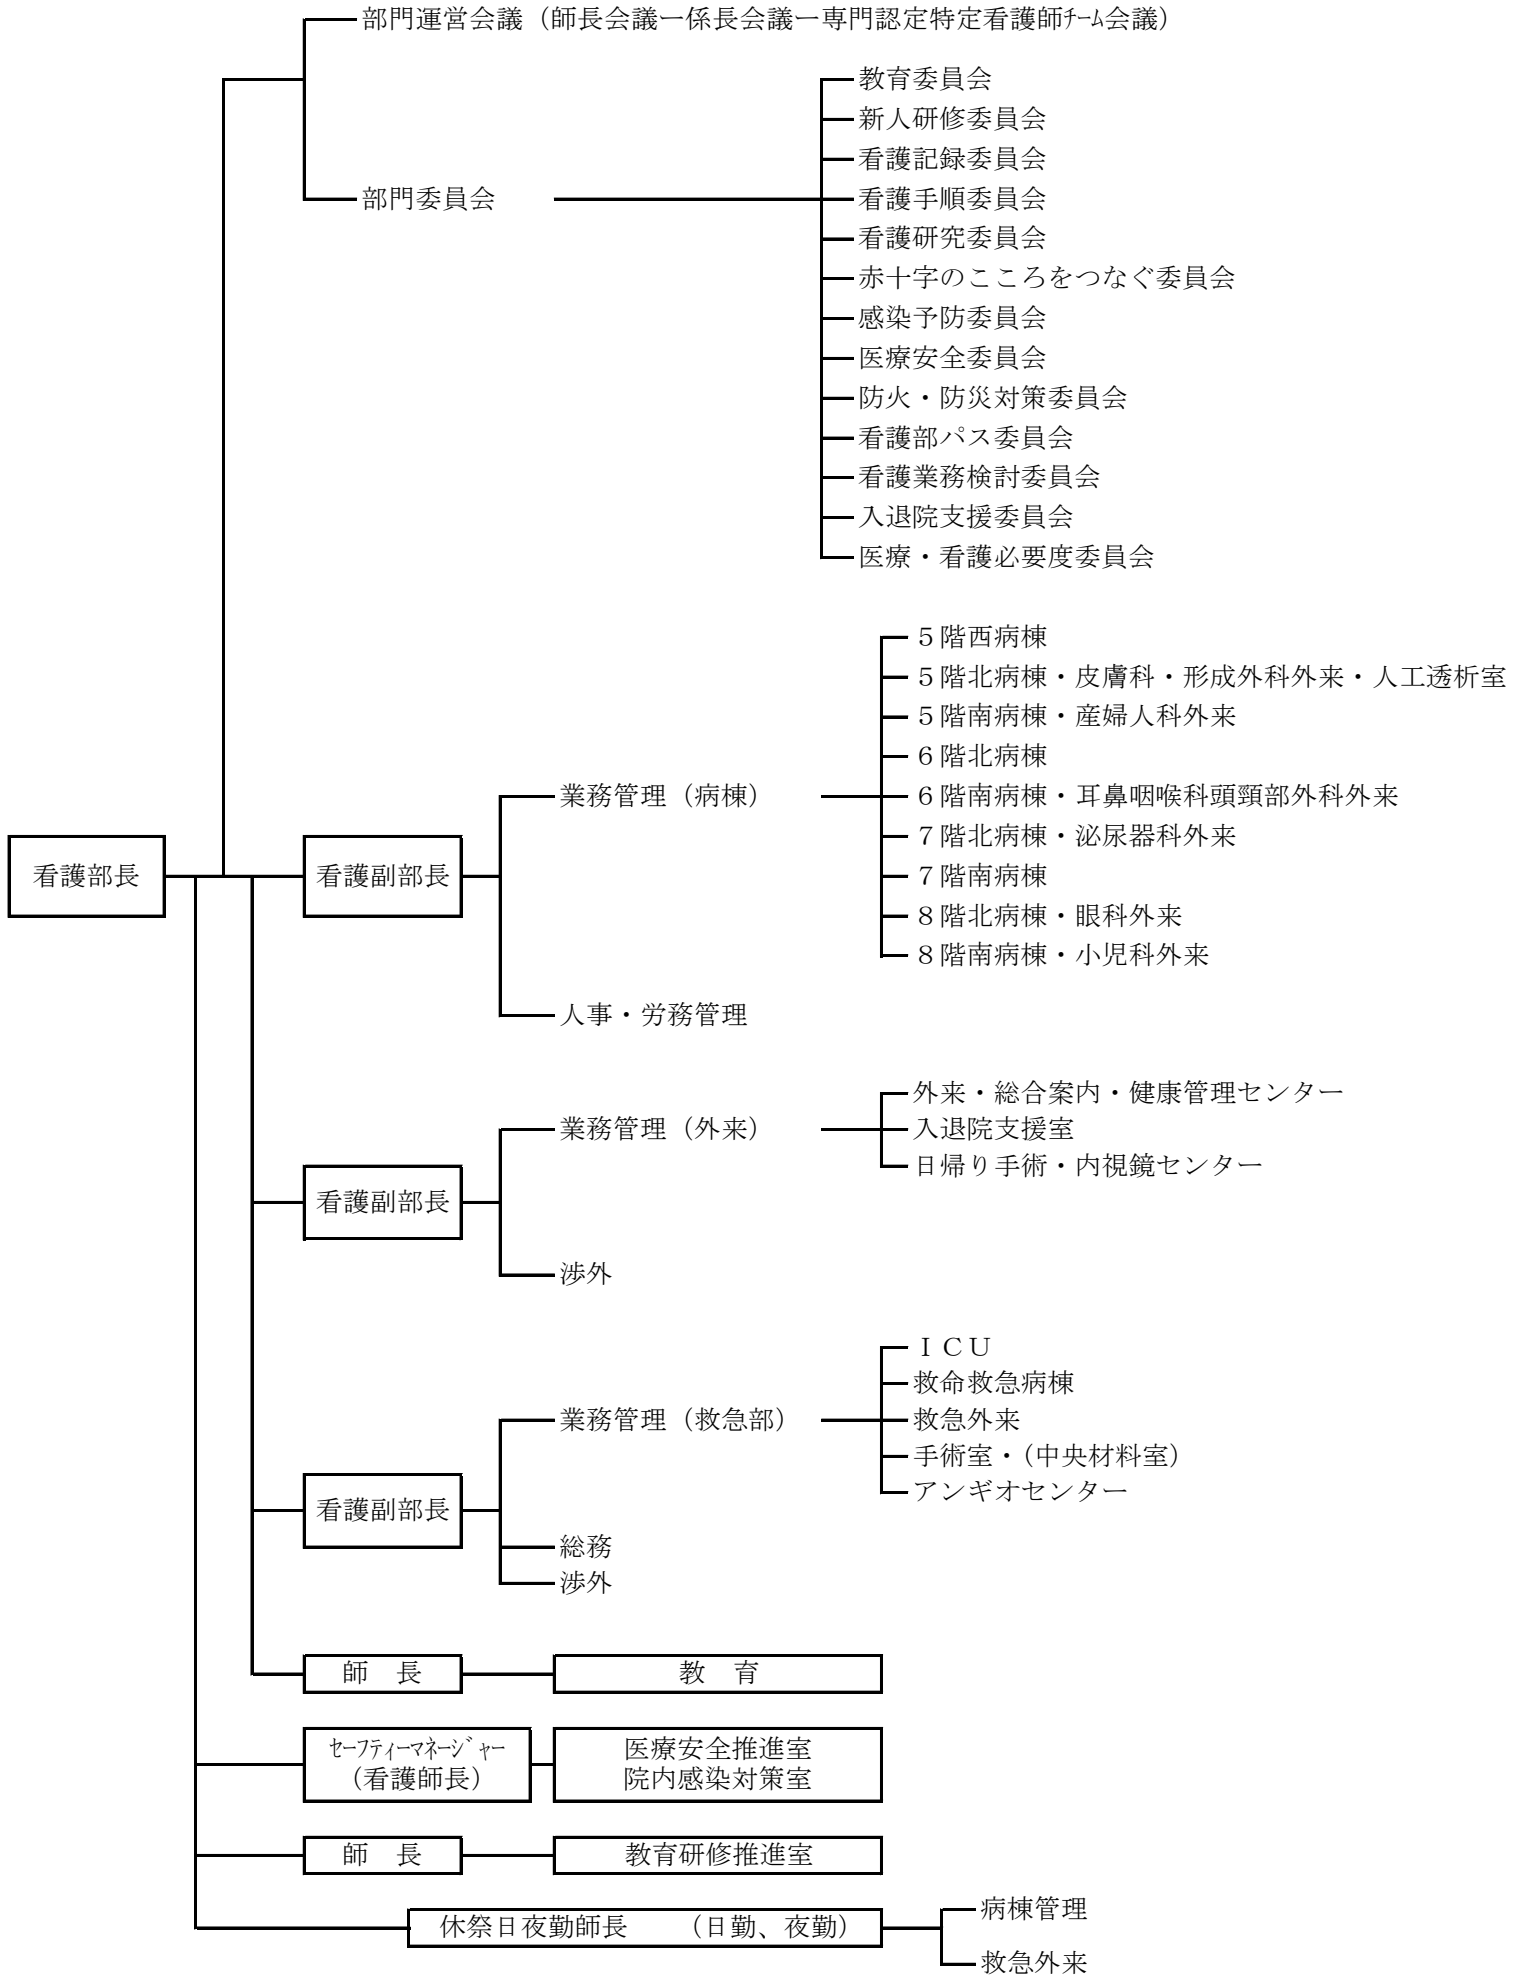 部門運営会議（師長会議ー係長会議ー専門認定特定看護師ﾁｰﾑ会議）
教育委員会
新人研修委員会
看護記録委員会
部門委員会
看護手順委員会
看護研究委員会
赤十字のこころをつなぐ委員会
感染予防委員会
医療安全委員会
防火・防災対策委員会
看護部パス委員会
看護業務検討委員会
入退院支援委員会
医療・看護必要度委員会
５階西病棟
５階北病棟・皮膚科・形成外科外来・人工透析室
５階南病棟・産婦人科外来
６階北病棟
業務管理（病棟）
６階南病棟・耳鼻咽喉科頭頸部外科外来
７階北病棟・泌尿器科外来
看護部長
看護副部長
７階南病棟
８階北病棟・眼科外来
８階南病棟・小児科外来
人事・労務管理
外来・総合案内・健康管理センター
業務管理（外来）
入退院支援室
日帰り手術・内視鏡センター
看護副部長
渉外
ＩＣＵ
救命救急病棟
業務管理（救急部）
救急外来
手術室・（中央材料室）
アンギオセンター
看護副部長
総務
渉外
師　長
教　育
ｾｰﾌﾃｨｰﾏﾈｰｼﾞｬｰ
（看護師長）
医療安全推進室
院内感染対策室
師　長
教育研修推進室
休祭日夜勤師長　　（日勤、夜勤）
病棟管理
救急外来